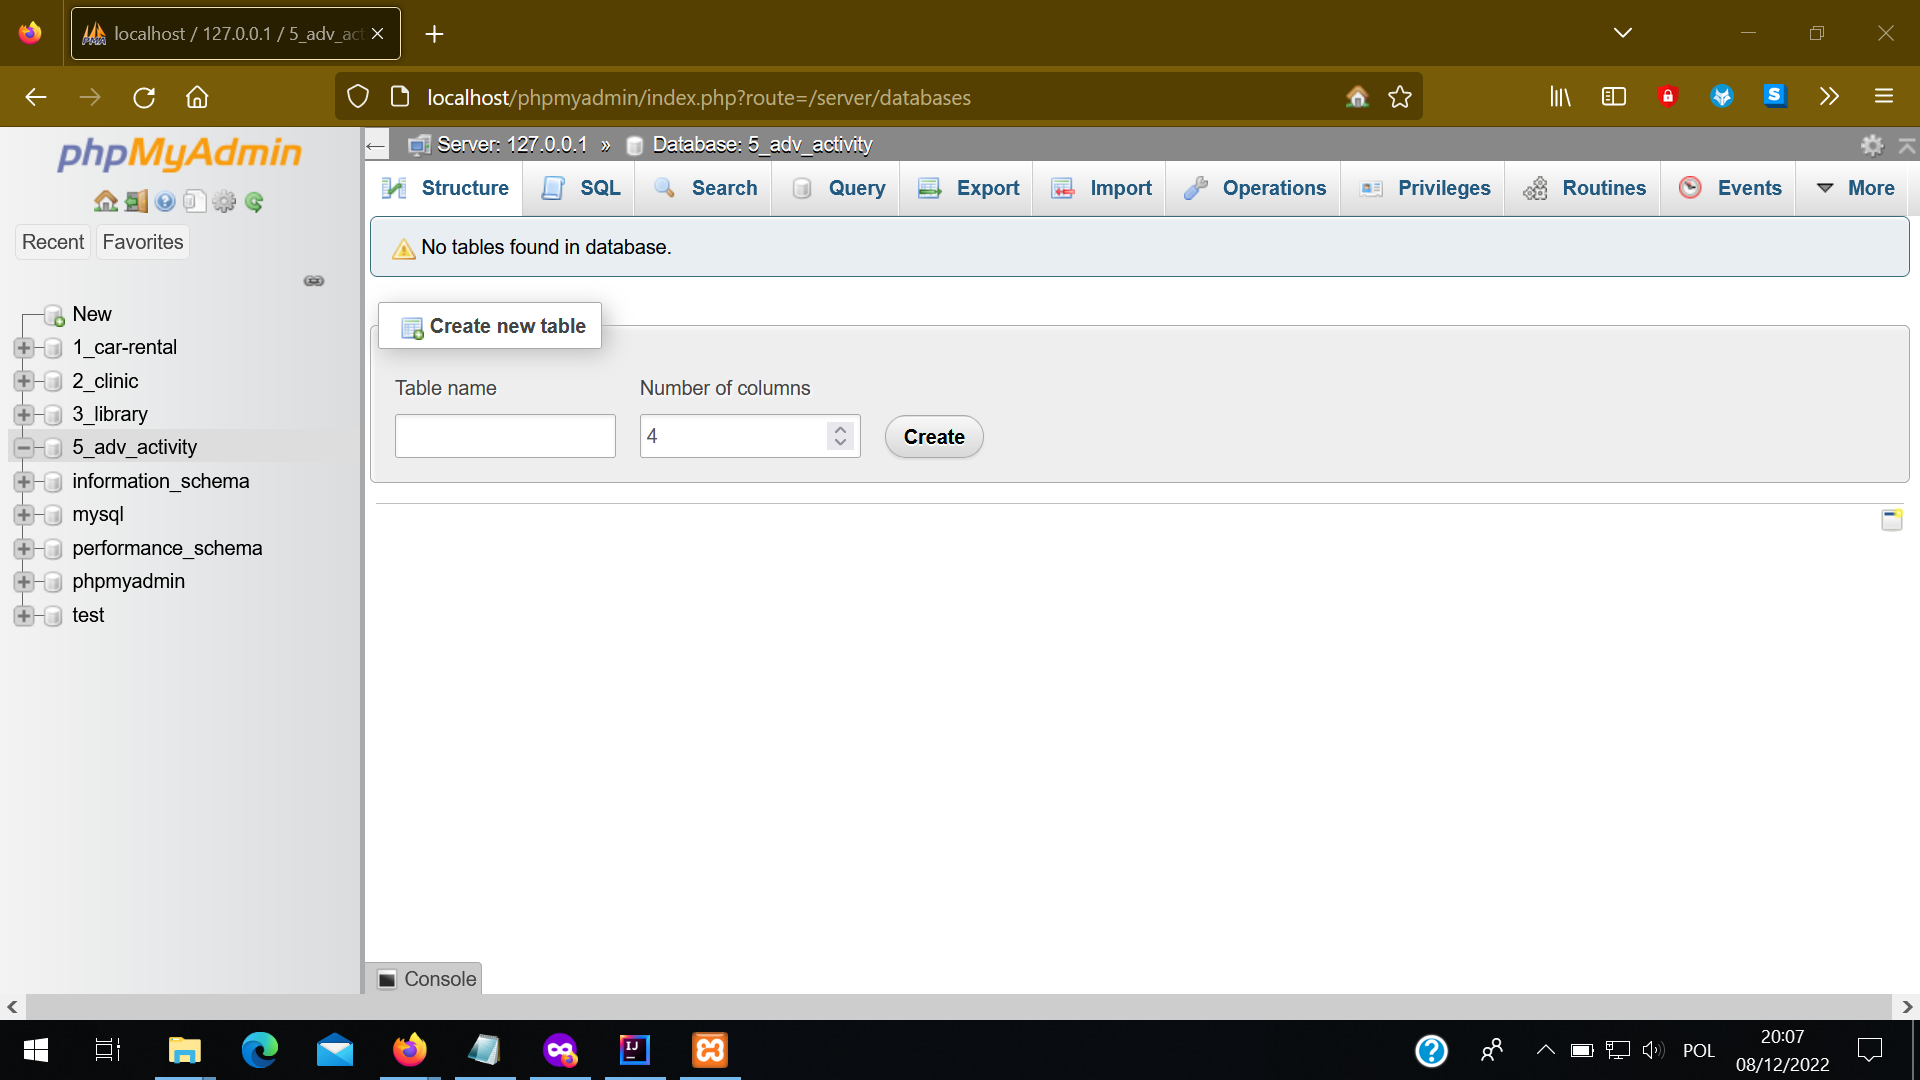 localhost / 127.0.0.1 / 5_adv_act
localhost/phpmyadmin/index.php?route=/server/databases
phpMyAdmin
Recent
Favorites
New
1_car-rental
2_clinic
3_library
5_adv_activity
information_schema
mysql
performance_schema
phpmyadmin
test
Server: 127.0.0.1 » Database: 5_adv_activity
Structure SQL Search Query Export Import Operations Privileges Routines Events More
No tables found in database.
Create new table
Table name Number of columns
4 Create
Console
POL
20:07
08/12/2022